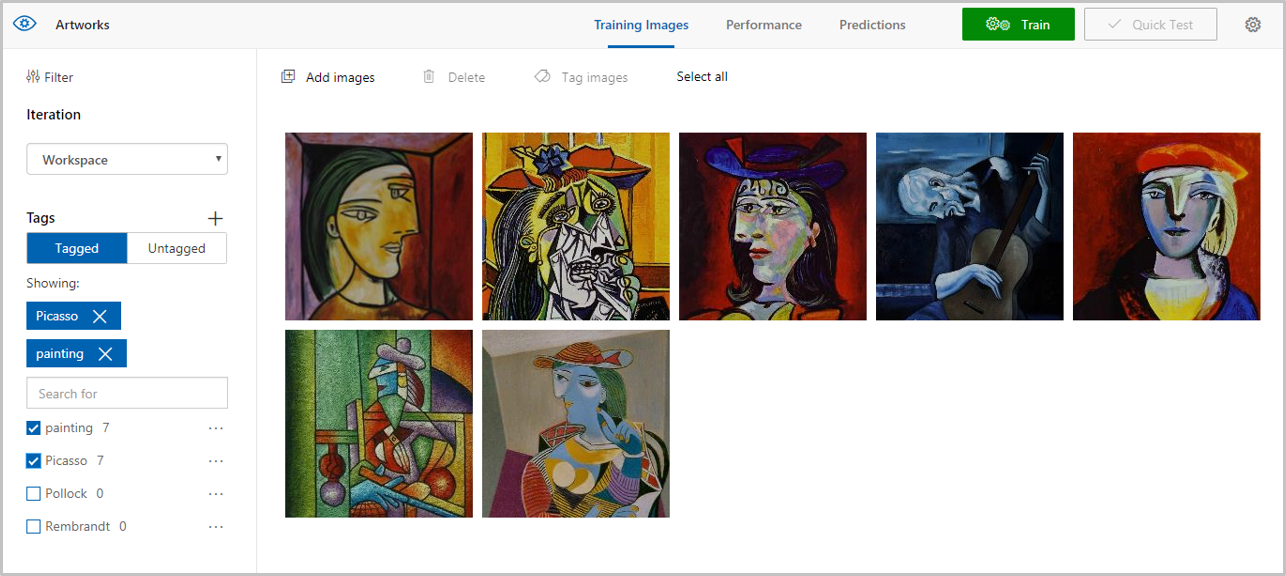 Artworks
Training Images
Performance
Predictions
Train
Quick Test
Filter
Add images
Delete
Tag images
Select all
Iteration
Workspace
Tags
Tagged
Untagged
Showing:
Picasso
painting
Search for
painting 7
Picasso 7
Pollock 0
Rembrandt 0